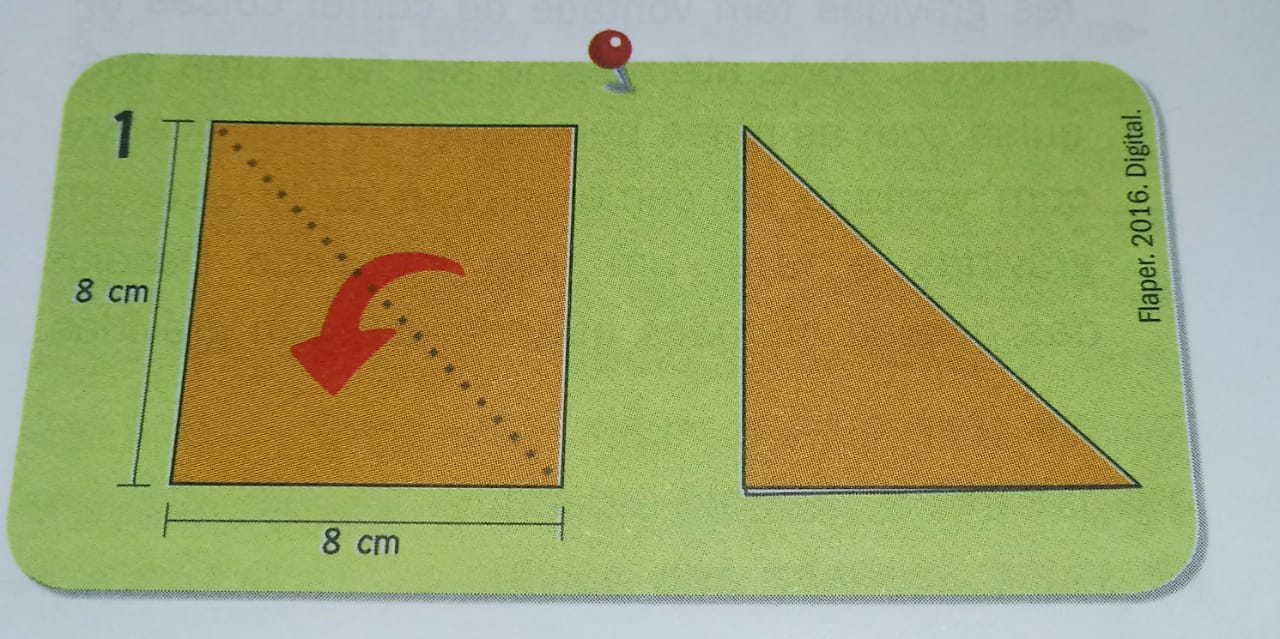 1
8 cm
8 cm
Flaper. 2016. Digital.